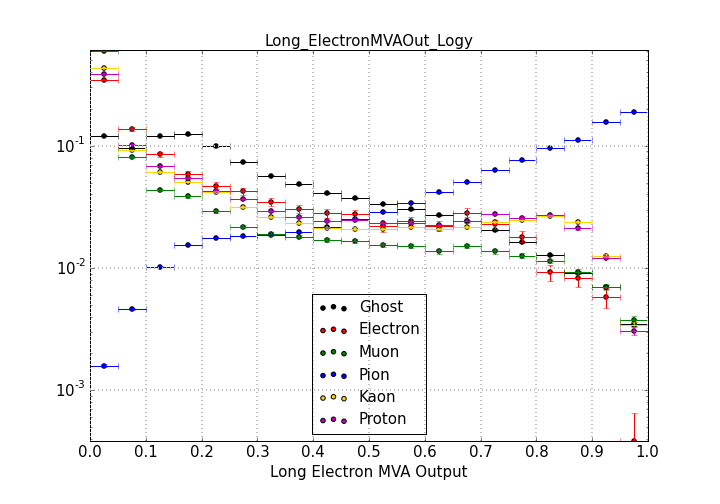 Long_ElectronMVAOut_Logy
10⁻¹
10⁻²
10⁻³
Ghost
Electron
Muon
Pion
Kaon
Proton
0.0 0.1 0.2 0.3 0.4 0.5 0.6 0.7 0.8 0.9 1.0
Long Electron MVA Output